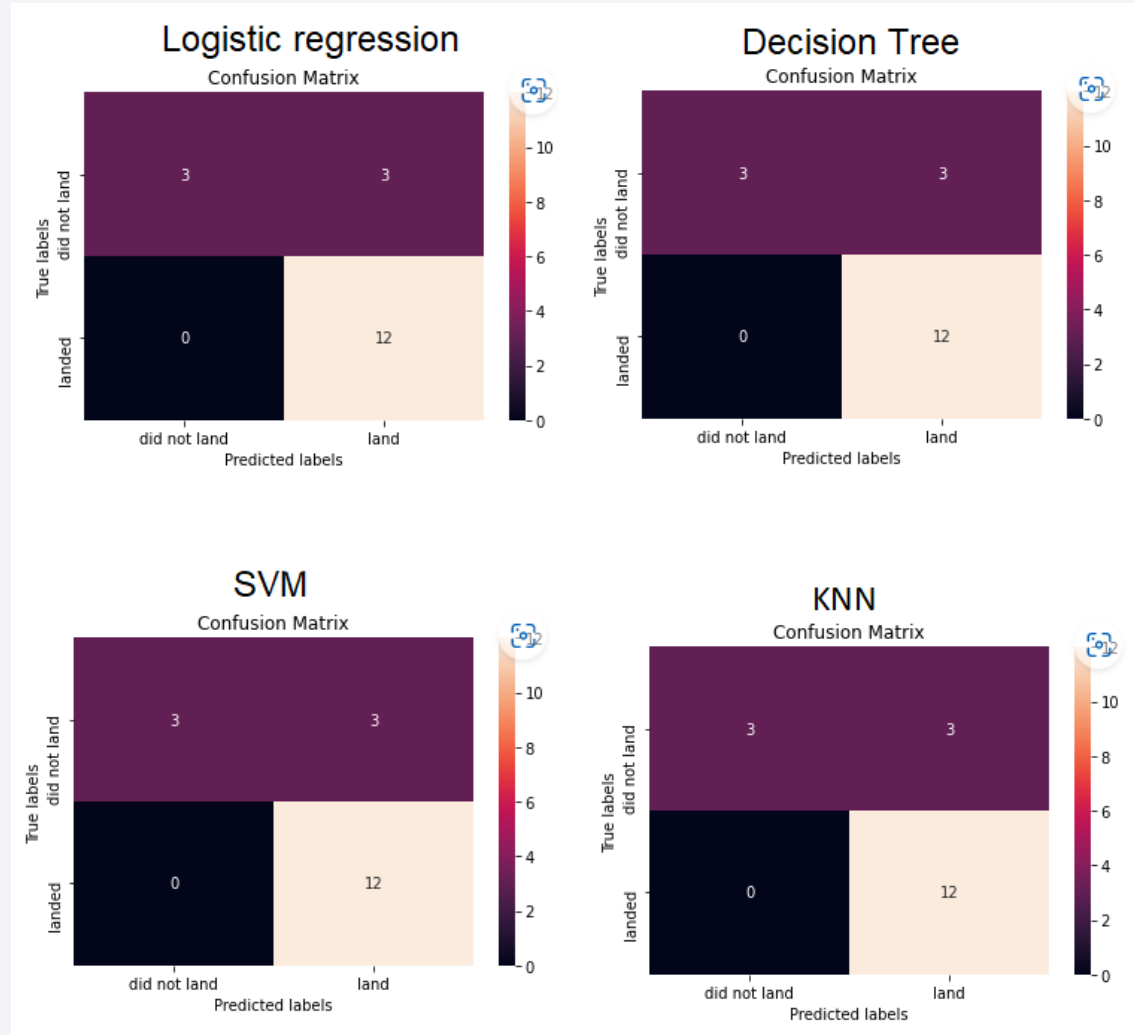 Logistic regression
Confusion Matrix
True labels
did not land
landed
3
3
0
12
did not land
land
Predicted labels
12
10
8
6
4
2
0
Decision Tree
Confusion Matrix
True labels
did not land
landed
3
3
0
12
did not land
land
Predicted labels
12
10
8
6
4
2
0
SVM
Confusion Matrix
True labels
did not land
landed
3
3
0
12
did not land
land
Predicted labels
12
10
8
6
4
2
0
KNN
Confusion Matrix
True labels
did not land
landed
3
3
0
12
did not land
land
Predicted labels
12
10
8
6
4
2
0